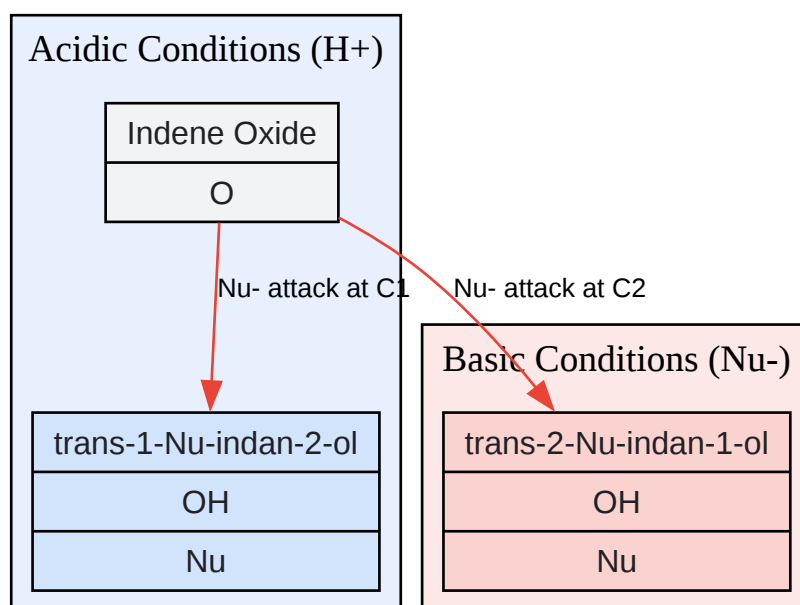 Acidic Conditions (H+)
Indene Oxide
O
Nu- attack at C1
Nu- attack at C2
Basic Conditions (Nu-)
trans-1-Nu-indan-2-ol
OH
Nu
trans-2-Nu-indan-1-ol
OH
Nu